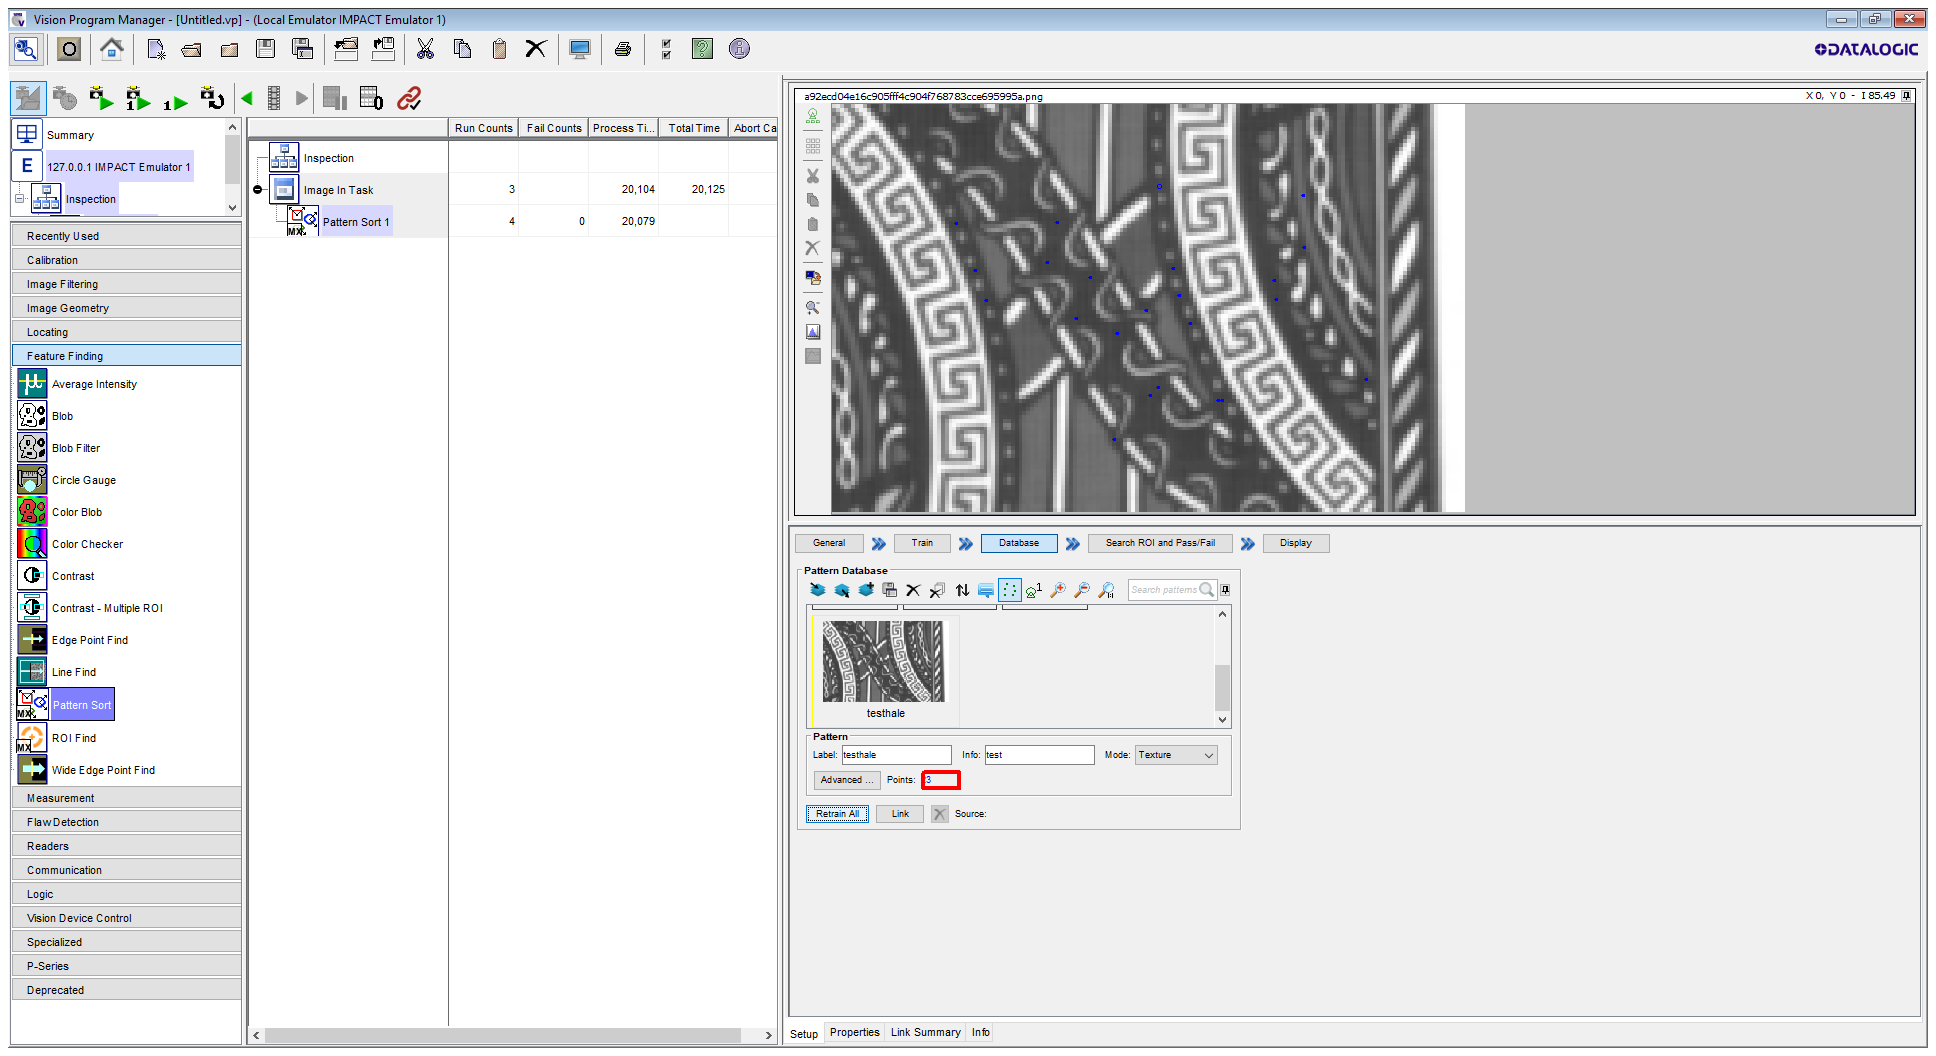 Vision Program Manager - [Untitled.vp] - (Local Emulator IMPACT Emulator 1)
DATALOGIC
a92ecd04e16c905fff4c904f768783cce695995a.png
X 0, Y 0 - I 85.49
Summary
E
127.0.0.1 IMPACT Emulator 1
Inspection
Run Counts Fail Counts Process Ti... Total Time Abort Ca
Inspection
Image In Task 3 20,104 20,125
Pattern Sort 1 4 0 20,079
Recently Used
Calibration
Image Filtering
Image Geometry
Locating
Feature Finding
Average Intensity
Blob
Blob Filter
Circle Gauge
Color Blob
Color Checker
Contrast
Contrast - Multiple ROI
Edge Point Find
Line Find
Pattern Sort
ROI Find
Wide Edge Point Find
Measurement
Flaw Detection
Readers
Communication
Logic
Vision Device Control
Specialized
P-Series
Deprecated
General Train Database Search ROI and Pass/Fail Display
Pattern Database
Search patterns
testhale
Pattern
Label: testhale Info: test Mode: Texture
Advanced ... Points:
Retrain All Link Source:
Setup Properties Link Summary Info